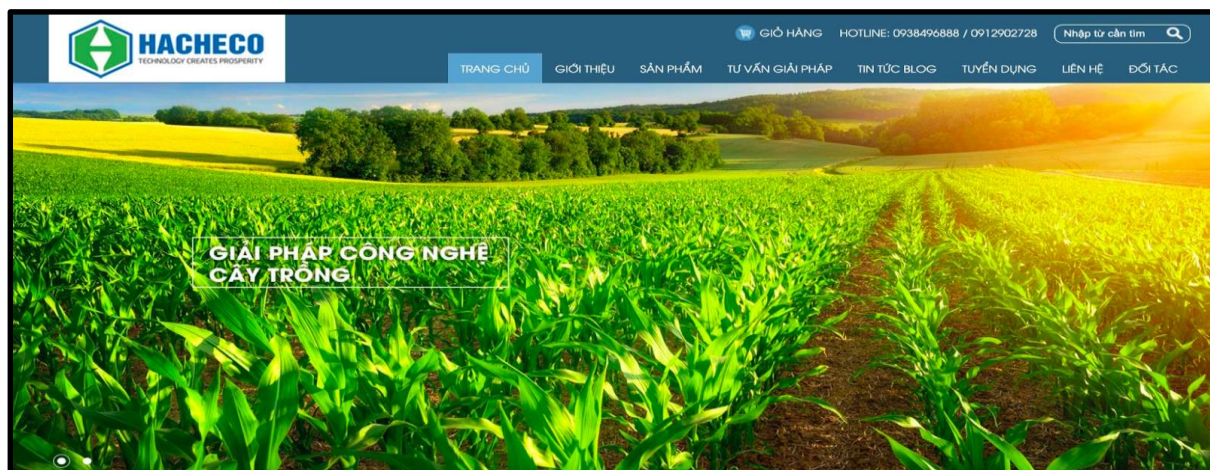 HACHECO
TECHNOLOGY CREATES PROSPERITY
GIỎ HÀNG HOTLINE: 0938496888 / 0912902728 Nhập từ cần tìm
TRANG CHỦ GIỚI THIỆU SẢN PHẨM TƯ VẤN GIẢI PHÁP TIN TỨC BLOG TUYỂN DỤNG LIÊN HỆ ĐỐI TÁC
GIẢI PHÁP CÔNG NGHỆ
CÂY TRỒNG